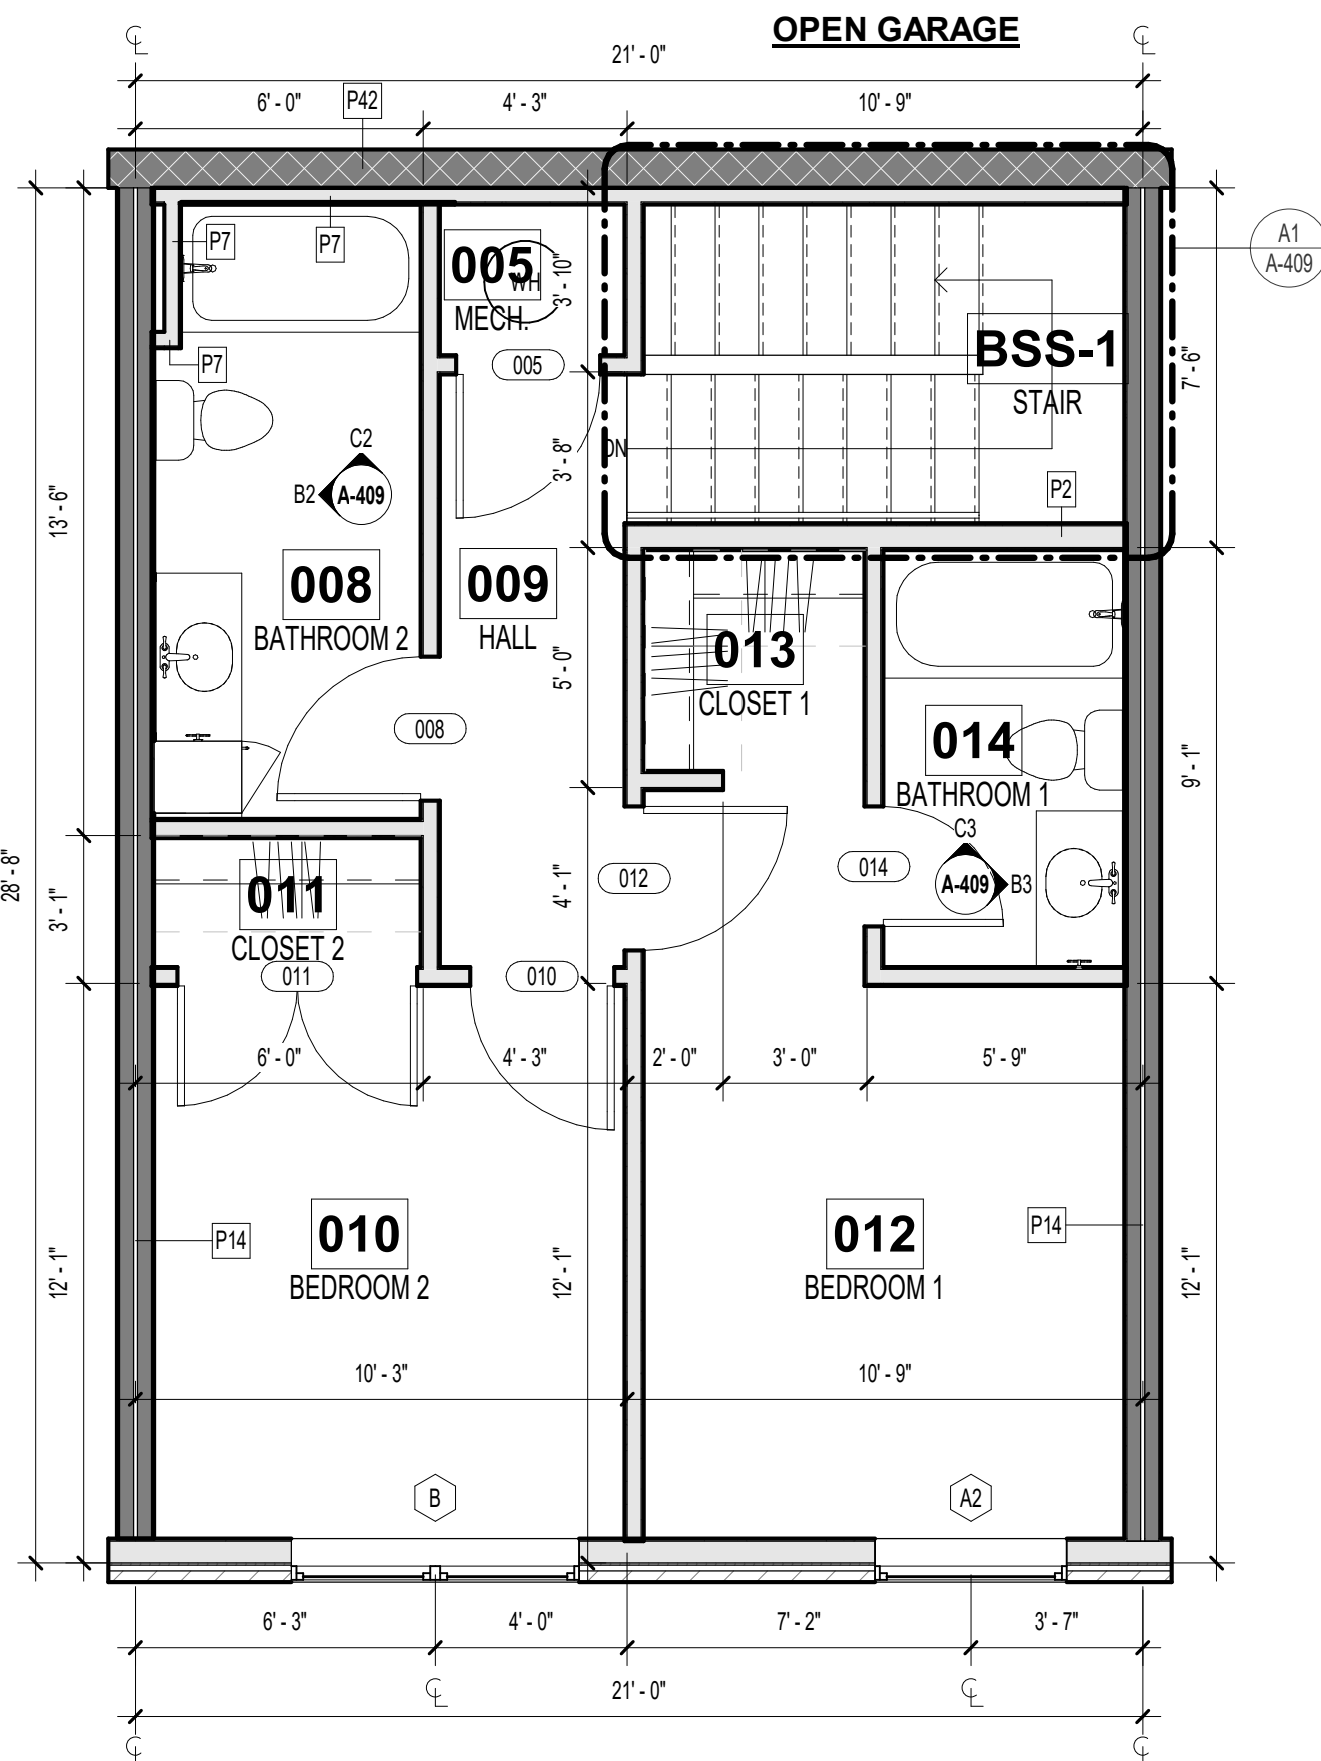 OPEN GARAGE
℄
℄
21' - 0"
6' - 0"
P42
4' - 3"
10' - 9"
A1
A-409
P7
P7
P7
005
WH
MECH.
3' - 10"
005
BSS-1
STAIR
7' - 6"
C2
B2
A-409
3' - 8"
DN
P2
13' - 6"
008
BATHROOM 2
009
HALL
5' - 0"
013
CLOSET 1
008
014
BATHROOM 1
9' - 1"
28' - 8"
3' - 1"
011
CLOSET 2
011
010
4' - 1"
012
014
C3
A-409
B3
6' - 0"
4' - 3"
2' - 0"
3' - 0"
5' - 9"
P14
010
BEDROOM 2
12' - 1"
12' - 1"
012
BEDROOM 1
P14
12' - 1"
10' - 3"
10' - 9"
B
A2
6' - 3"
4' - 0"
7' - 2"
3' - 7"
℄
℄
21' - 0"
℄
℄